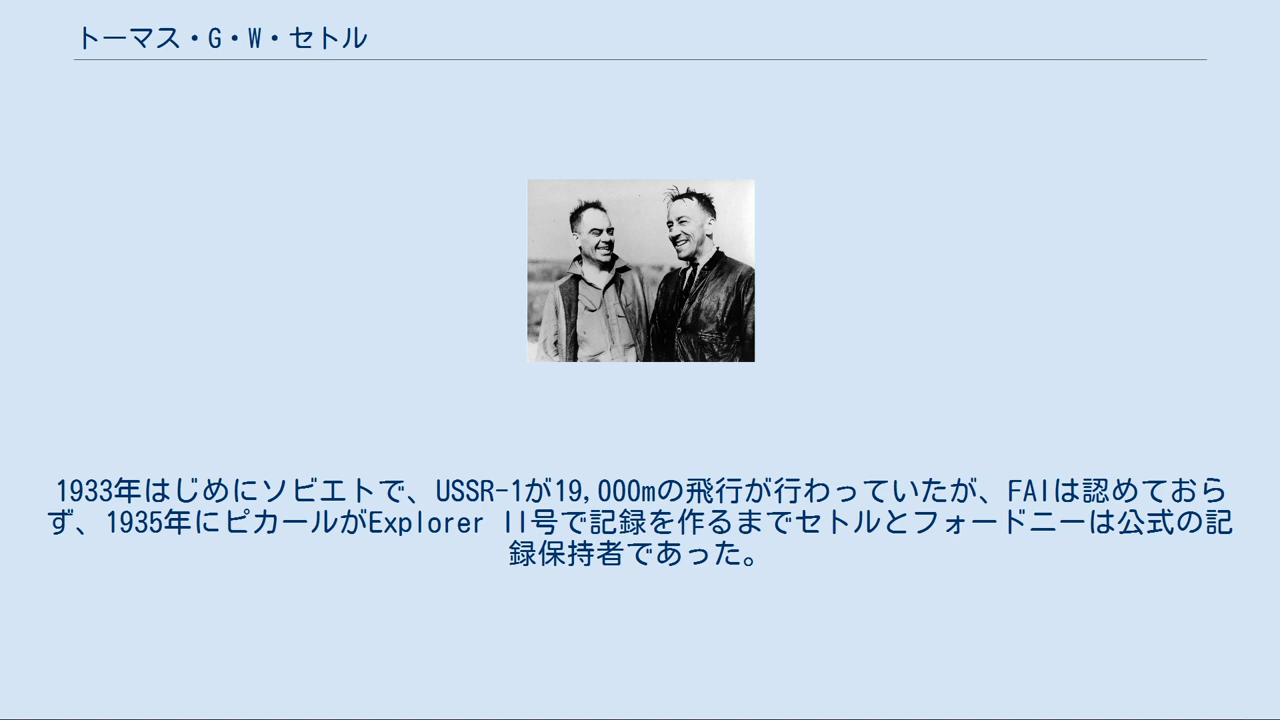 トーマス・G・W・セトル
1933年はじめにソビエトで、USSR-1が19,000mの飛行が行わっていたが、FAIは認めておら
ず、1935年にピカールがExplorer II号で記録を作るまでセトルとフォードニーは公式の記
録保持者であった。